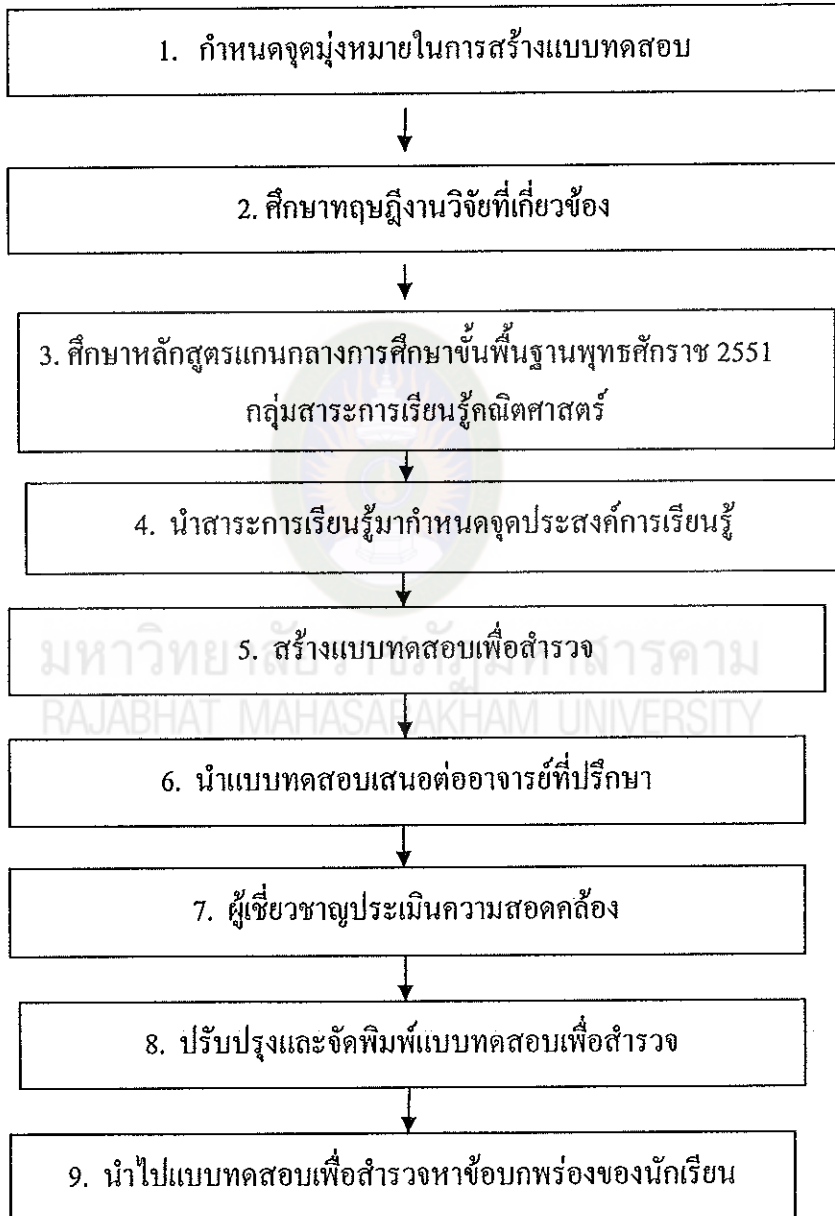 1. กำหนดจุดมุ่งหมายในการสร้างแบบทดสอบ
2. ศึกษาทฤษฎีงานวิจัยที่เกี่ยวข้อง
3. ศึกษาหลักสูตรแกนกลางการศึกษาขั้นพื้นฐานพุทธศักราช 2551
กลุ่มสาระการเรียนรู้คณิตศาสตร์
4. นำสาระการเรียนรู้มากำหนดจุดประสงค์การเรียนรู้
5. สร้างแบบทดสอบเพื่อสำรวจ
มหาวิทยาลัยราชภัฏมหาสารคาม
RAJABHAT MAHASARAKHAM UNIVERSITY
6. นำแบบทดสอบเสนอต่ออาจารย์ที่ปรึกษา
7. ผู้เชี่ยวชาญประเมินความสอดคล้อง
8. ปรับปรุงและจัดพิมพ์แบบทดสอบเพื่อสำรวจ
9. นำไปแบบทดสอบเพื่อสำรวจหาข้อบกพร่องของนักเรียน